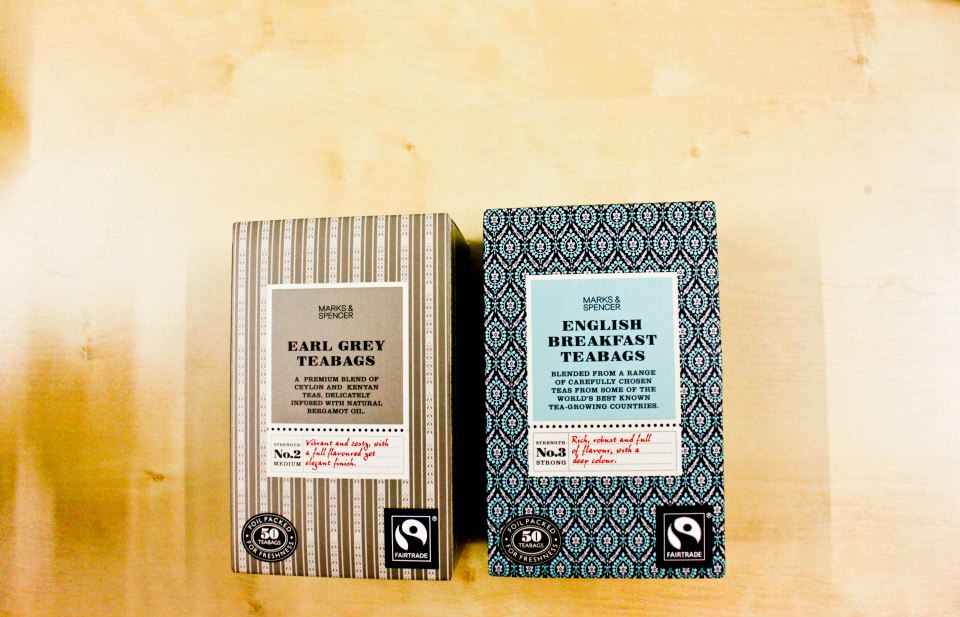 MARKS &
SPENCER
EARL GREY
TEABAGS
A PREMIUM BLEND OF
CEYLON AND KENYAN
TEAS, DELICATELY
INFUSED WITH NATURAL
BERGAMOT OIL.
STRENGTH:
No.2
MEDIUM
Vibrant and zesty, with
a full flavoured yet
elegant finish.
FOIL PACKED
50
TEABAGS
FOR FRESHNESS
FAIRTRADE
®
MARKS &
SPENCER
ENGLISH
BREAKFAST
TEABAGS
BLENDED FROM A RANGE
OF CAREFULLY CHOSEN
TEAS FROM SOME OF THE
WORLD'S BEST KNOWN
TEA-GROWING COUNTRIES.
STRENGTH:
No.3
STRONG
Rich, robust and full
of flavour, with a
deep colour.
FOIL PACKED
50
TEABAGS
FOR FRESHNESS
FAIRTRADE
®